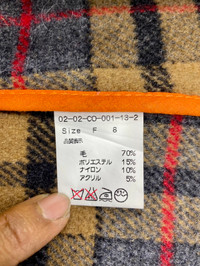 02-02-CO-001-13-2
Size F 8
品質表示
毛 70%
ポリエステル 15%
ナイロン 10%
アクリル 5%